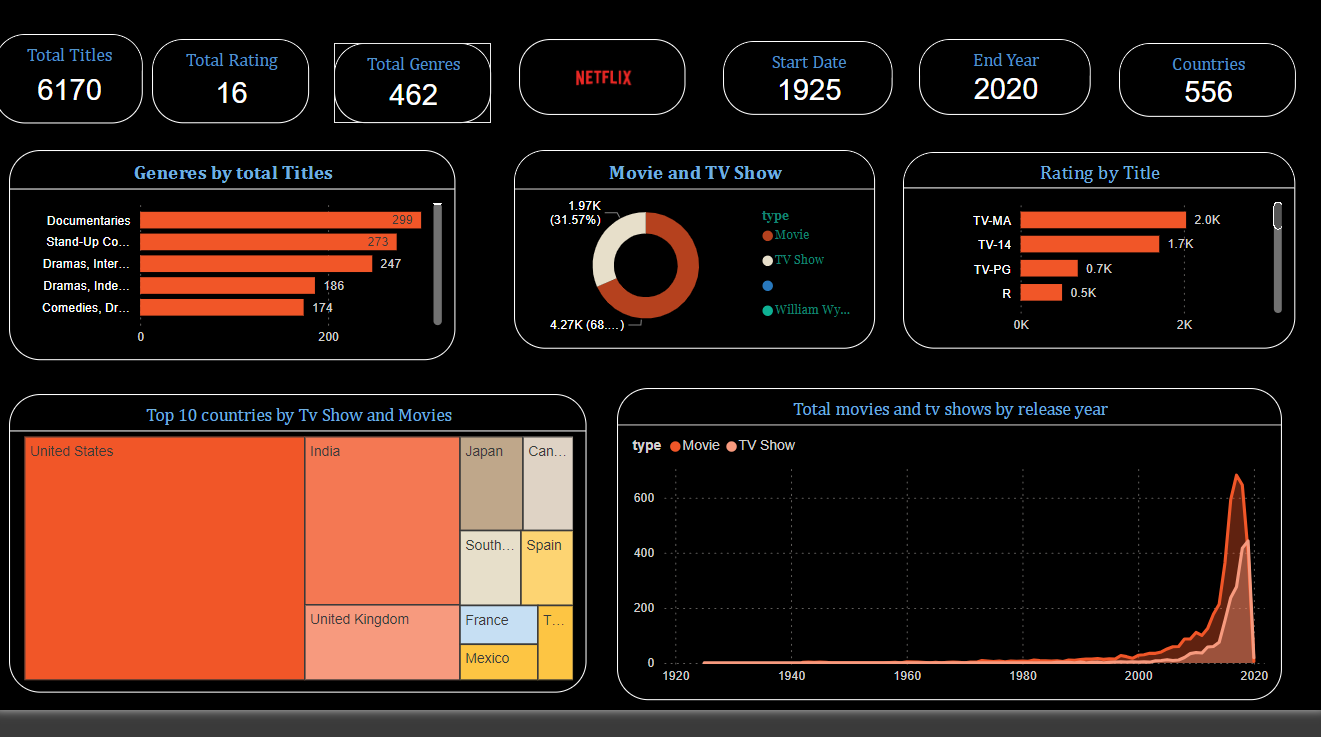 Total Titles
6170
Total Rating
16
Total Genres
462
NETFLIX
Start Date
1925
End Year
2020
Countries
556
Generes by total Titles
Documentaries
299
Stand-Up Co...
273
Dramas, Inter...
247
Dramas, Inde...
186
Comedies, Dr...
174
0
200
Movie and TV Show
1.97K
(31.57%)
4.27K (68....)
type
Movie
TV Show
William Wy...
Rating by Title
TV-MA
2.0K
TV-14
1.7K
TV-PG
0.7K
R
0.5K
0K
2K
Top 10 countries by Tv Show and Movies
United States
India
United Kingdom
Japan
Can...
South...
Spain
France
T...
Mexico
Total movies and tv shows by release year
type Movie TV Show
600
400
200
0
1920 1940 1960 1980 2000 2020